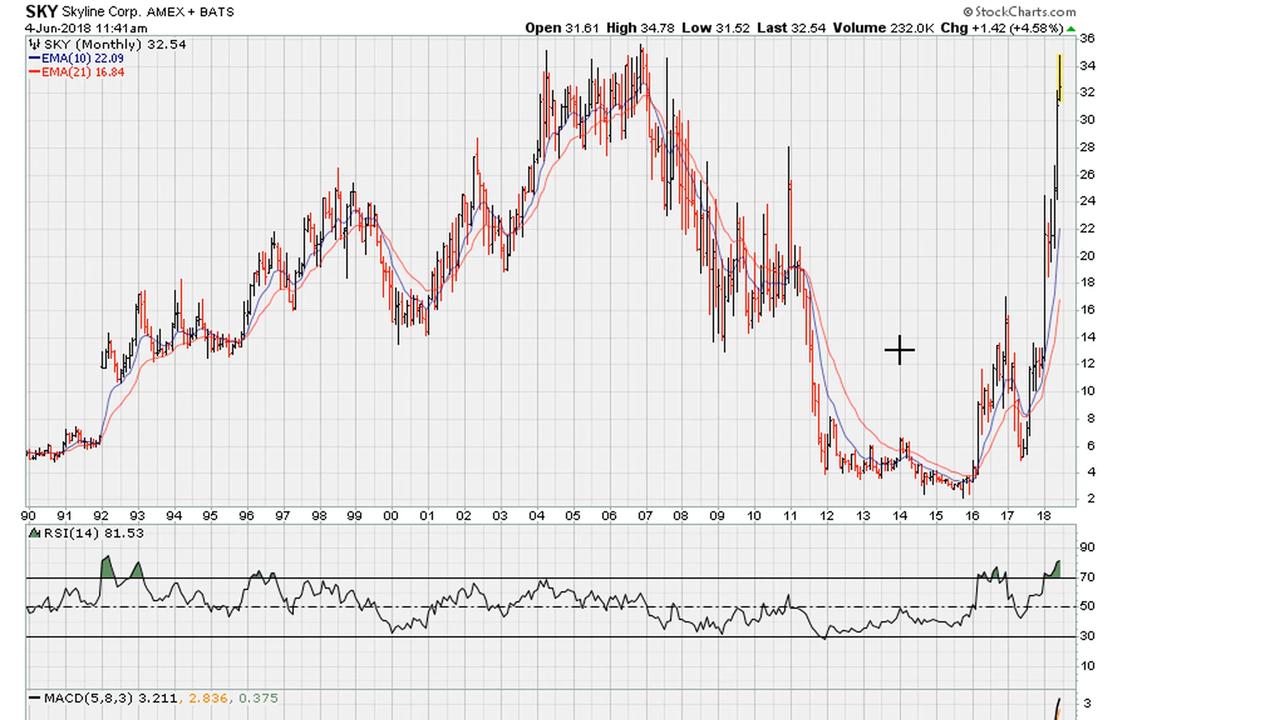 SKY Skyline Corp. AMEX + BATS
© StockCharts.com
4-Jun-2018 11:41am
Open 31.61 High 34.78 Low 31.52 Last 32.54 Volume 232.0K Chg +1.42 (+4.58%)
SKY (Monthly) 32.54
EMA(10) 22.09
EMA(21) 16.84
36
34
32
30
28
26
24
22
20
18
16
14
12
10
8
6
4
2
90 91 92 93 94 95 96 97 98 99 00 01 02 03 04 05 06 07 08 09 10 11 12 13 14 15 16 17 18
RSI(14) 81.53
90
70
50
30
10
MACD(5,8,3) 3.211, 2.836, 0.375
3